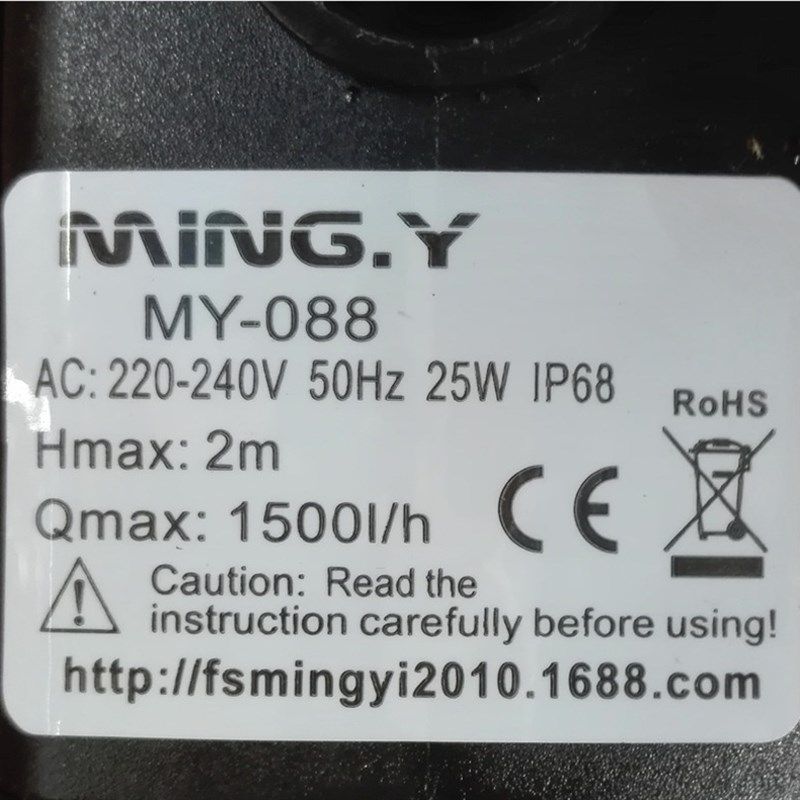 MiNG.Y
MY-088
AC: 220-240V 50Hz 25W IP68
RoHS
Hmax: 2m
Qmax: 1500l/h
CE
Caution: Read the
instruction carefully before using!
http://fsmingyi2010.1688.com